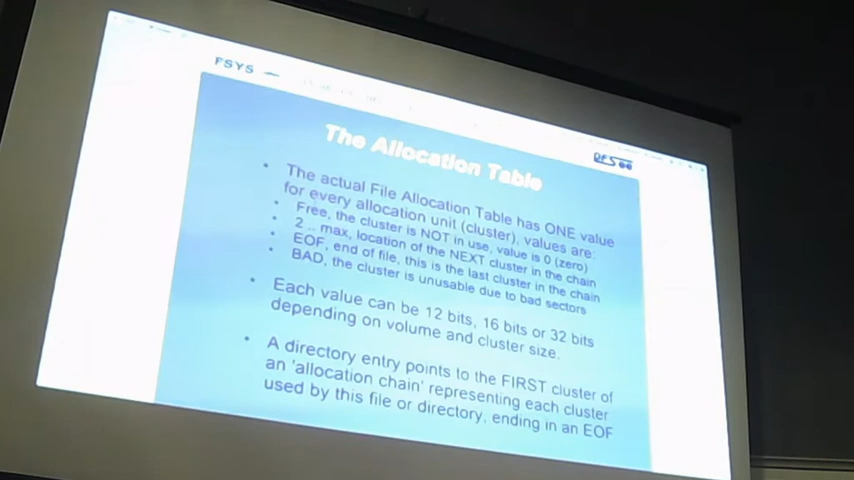 FSYS
The Allocation Table
• The actual File Allocation Table has ONE value
for every allocation unit (cluster), values are:
• Free, the cluster is NOT in use, value is 0 (zero)
• 2 .. max, location of the NEXT cluster in the chain
• EOF, end of file, this is the last cluster in the chain
• BAD, the cluster is unusable due to bad sectors
• Each value can be 12 bits, 16 bits or 32 bits
depending on volume and cluster size.
• A directory entry points to the FIRST cluster of
an 'allocation chain' representing each cluster
used by this file or directory, ending in an EOF